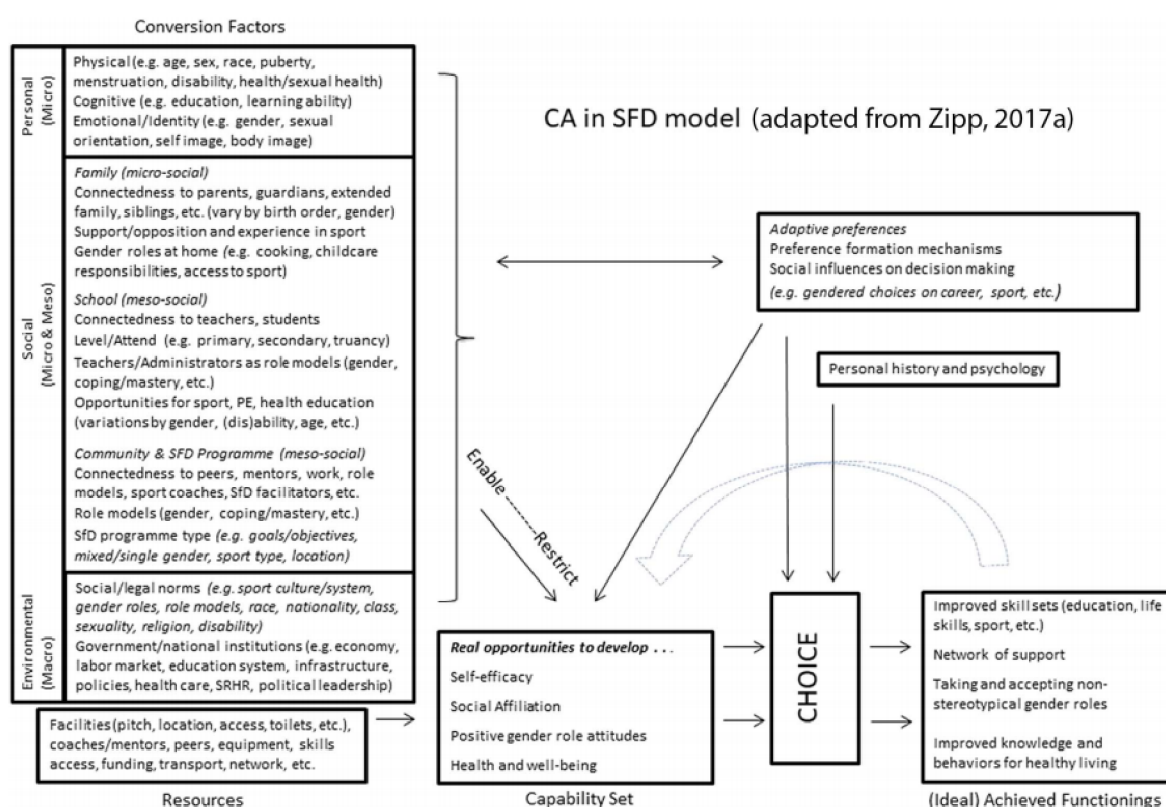 Conversion Factors
Personal
(Micro)
Physical (e.g. age, sex, race, puberty,
menstruation, disability, health/sexual health)
Cognitive (e.g. education, learning ability)
Emotional/Identity (e.g. gender, sexual
orientation, self image, body image)
CA in SFD model (adapted from Zipp, 2017a)
Social
(Micro & Meso)
Family (micro-social)
Connectedness to parents, guardians, extended
family, siblings, etc. (vary by birth order, gender)
Support/opposition and experience in sport
Gender roles at home (e.g. cooking, childcare
responsibilities, access to sport)
School (meso-social)
Connectedness to teachers, students
Level/Attend (e.g. primary, secondary, truancy)
Teachers/Administrators as role models (gender,
coping/mastery, etc.)
Opportunities for sport, PE, health education
(variations by gender, (dis)ability, age, etc.)
Community & SFD Programme (meso-social)
Connectedness to peers, mentors, work, role
models, sport coaches, SfD facilitators, etc.
Role models (gender, coping/mastery, etc.)
SfD programme type (e.g. goals/objectives,
mixed/single gender, sport type, location)
Environmental
(Macro)
Social/legal norms (e.g. sport culture/system,
gender roles, role models, race, nationality, class,
sexuality, religion, disability)
Government/national institutions (e.g. economy,
labor market, education system, infrastructure,
policies, health care, SRHR, political leadership)
Facilities (pitch, location, access, toilets, etc.),
coaches/mentors, peers, equipment, skills
access, funding, transport, network, etc.
Resources
Adaptive preferences
Preference formation mechanisms
Social influences on decision making
(e.g. gendered choices on career, sport, etc.)
Personal history and psychology
Enable --------Restrict
Real opportunities to develop . . .
Self-efficacy
Social Affiliation
Positive gender role attitudes
Health and well-being
Capability Set
CHOICE
Improved skill sets (education, life
skills, sport, etc.)
Network of support
Taking and accepting non-
stereotypical gender roles
Improved knowledge and
behaviors for healthy living
(Ideal) Achieved Functionings